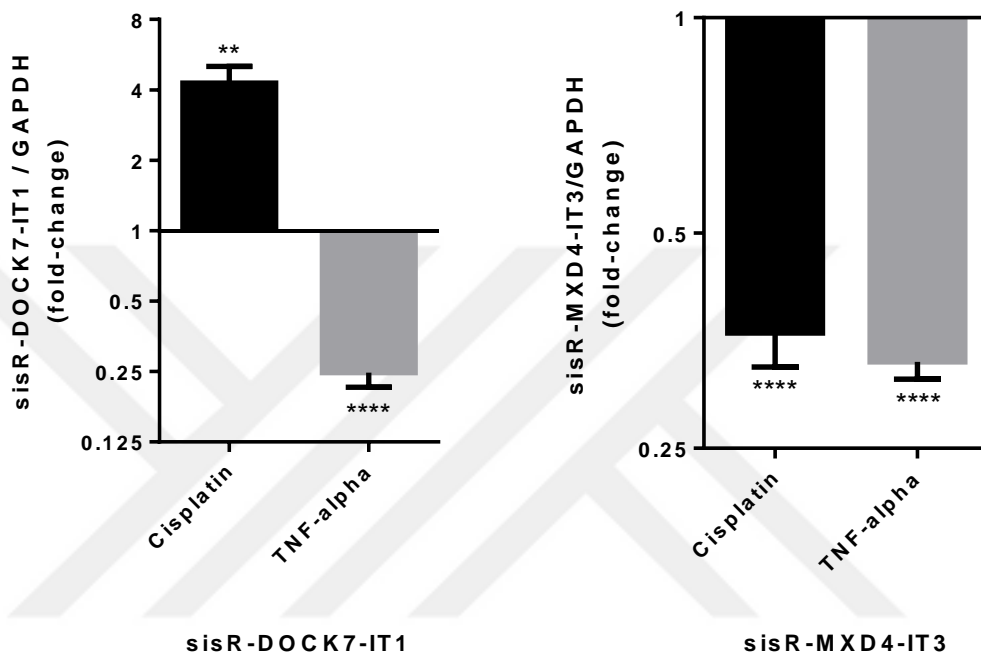 sisR-DOCK7-IT1 / GAPDH
(fold-change)
8
4
2
1
0.5
0.25
0.125
**
****
Cisplatin
TNF-alpha
sisR-DOCK7-IT1
sisR-MXD4-IT3/GAPDH
(fold-change)
1
0.5
0.25
****
****
Cisplatin
TNF-alpha
sisR-MXD4-IT3